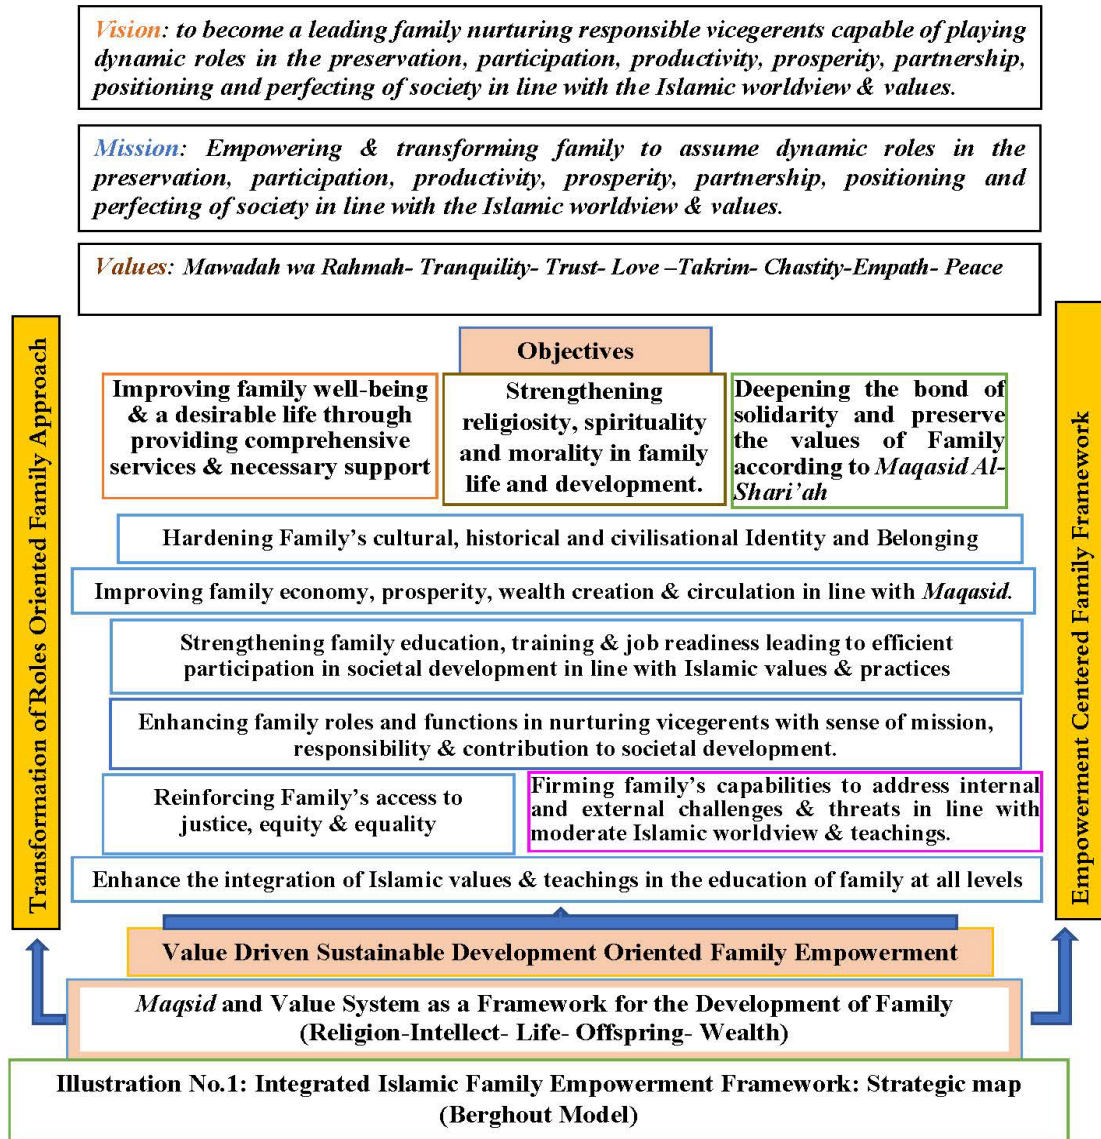 Vision: to become a leading family nurturing responsible vicegerents capable of playing
dynamic roles in the preservation, participation, productivity, prosperity, partnership,
positioning and perfecting of society in line with the Islamic worldview & values.
Mission: Empowering & transforming family to assume dynamic roles in the
preservation, participation, productivity, prosperity, partnership, positioning and
perfecting of society in line with the Islamic worldview & values.
Values: Mawadah wa Rahmah- Tranquility- Trust- Love –Takrim- Chastity-Empath- Peace
Transformation of Roles Oriented Family Approach
Objectives
Improving family well-being
& a desirable life through
providing comprehensive
services & necessary support
Strengthening
religiosity, spirituality
and morality in family
life and development.
Deepening the bond of
solidarity and preserve
the values of Family
according to Maqasid Al-
Shari’ah
Hardening Family’s cultural, historical and civilisational Identity and Belonging
Improving family economy, prosperity, wealth creation & circulation in line with Maqasid.
Strengthening family education, training & job readiness leading to efficient
participation in societal development in line with Islamic values & practices
Enhancing family roles and functions in nurturing vicegerents with sense of mission,
responsibility & contribution to societal development.
Reinforcing Family’s access to
justice, equity & equality
Firming family’s capabilities to address internal
and external challenges & threats in line with
moderate Islamic worldview & teachings.
Enhance the integration of Islamic values & teachings in the education of family at all levels
Empowerment Centered Family Framework
Value Driven Sustainable Development Oriented Family Empowerment
Maqsid and Value System as a Framework for the Development of Family
(Religion-Intellect- Life- Offspring- Wealth)
Illustration No.1: Integrated Islamic Family Empowerment Framework: Strategic map
(Berghout Model)